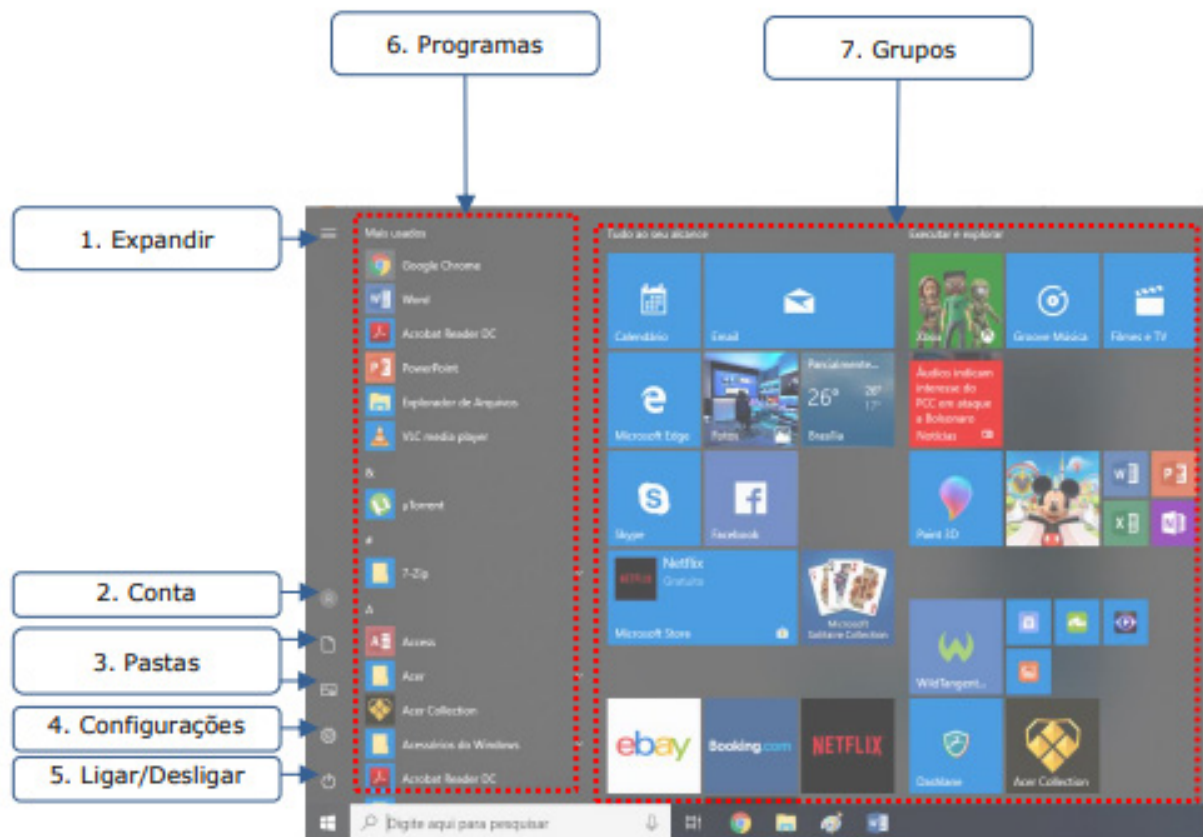 6. Programas
7. Grupos
1. Expandir
2. Conta
3. Pastas
4. Configurações
5. Ligar/Desligar
Mais usados
Google Chrome
Word
Acrobat Reader DC
PowerPoint
Explorador de Arquivos
VLC media player
&
µTorrent
#
7-Zip
A
Access
Acer
Acer Collection
Acessórios do Windows
Acrobat Reader DC
Tudo ao seu alcance
Calendário
Email
Microsoft Edge
Fotos
Parcialmente...
26°
26°
17°
Brasília
Skype
Facebook
NETFLIX
Netflix
Gratuito
Microsoft Store
Microsoft
Solitaire Collection
ebay
Booking.com
NETFLIX
Executar e explorar
Xbox
Groove Música
Filmes e TV
Áudios indicam
interesse do
PCC em ataque
a Bolsonaro
Notícias
Paint 3D
WildTangent...
Dashlane
Acer Collection
Digite aqui para pesquisar